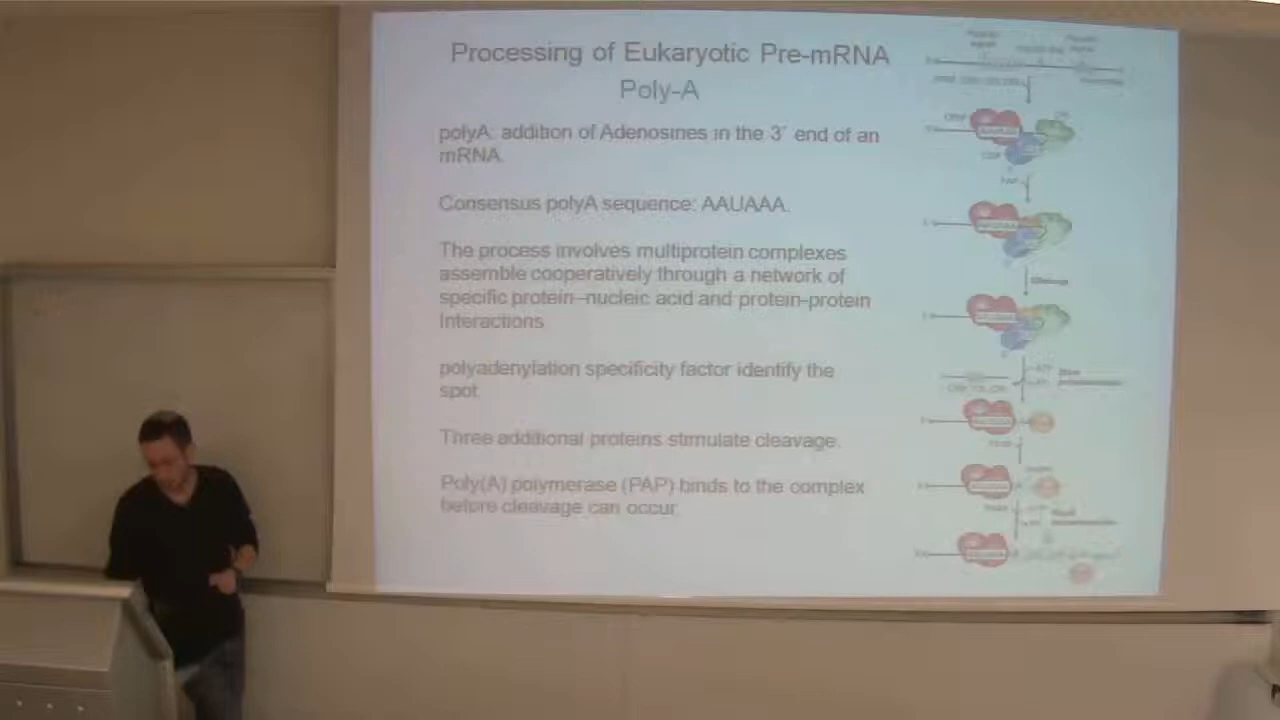 Processing of Eukaryotic Pre-mRNA
Poly-A
polyA: addition of Adenosines in the 3' end of an
mRNA.
Consensus polyA sequence: AAUAAA.
The process involves multiprotein complexes
assemble cooperatively through a network of
specific protein–nucleic acid and protein-protein
Interactions
polyadenylation specificity factor identify the
spot.
Three additional proteins stimulate cleavage.
Poly(A) polymerase (PAP) binds to the complex
before cleavage can occur
PAP
Cleavage